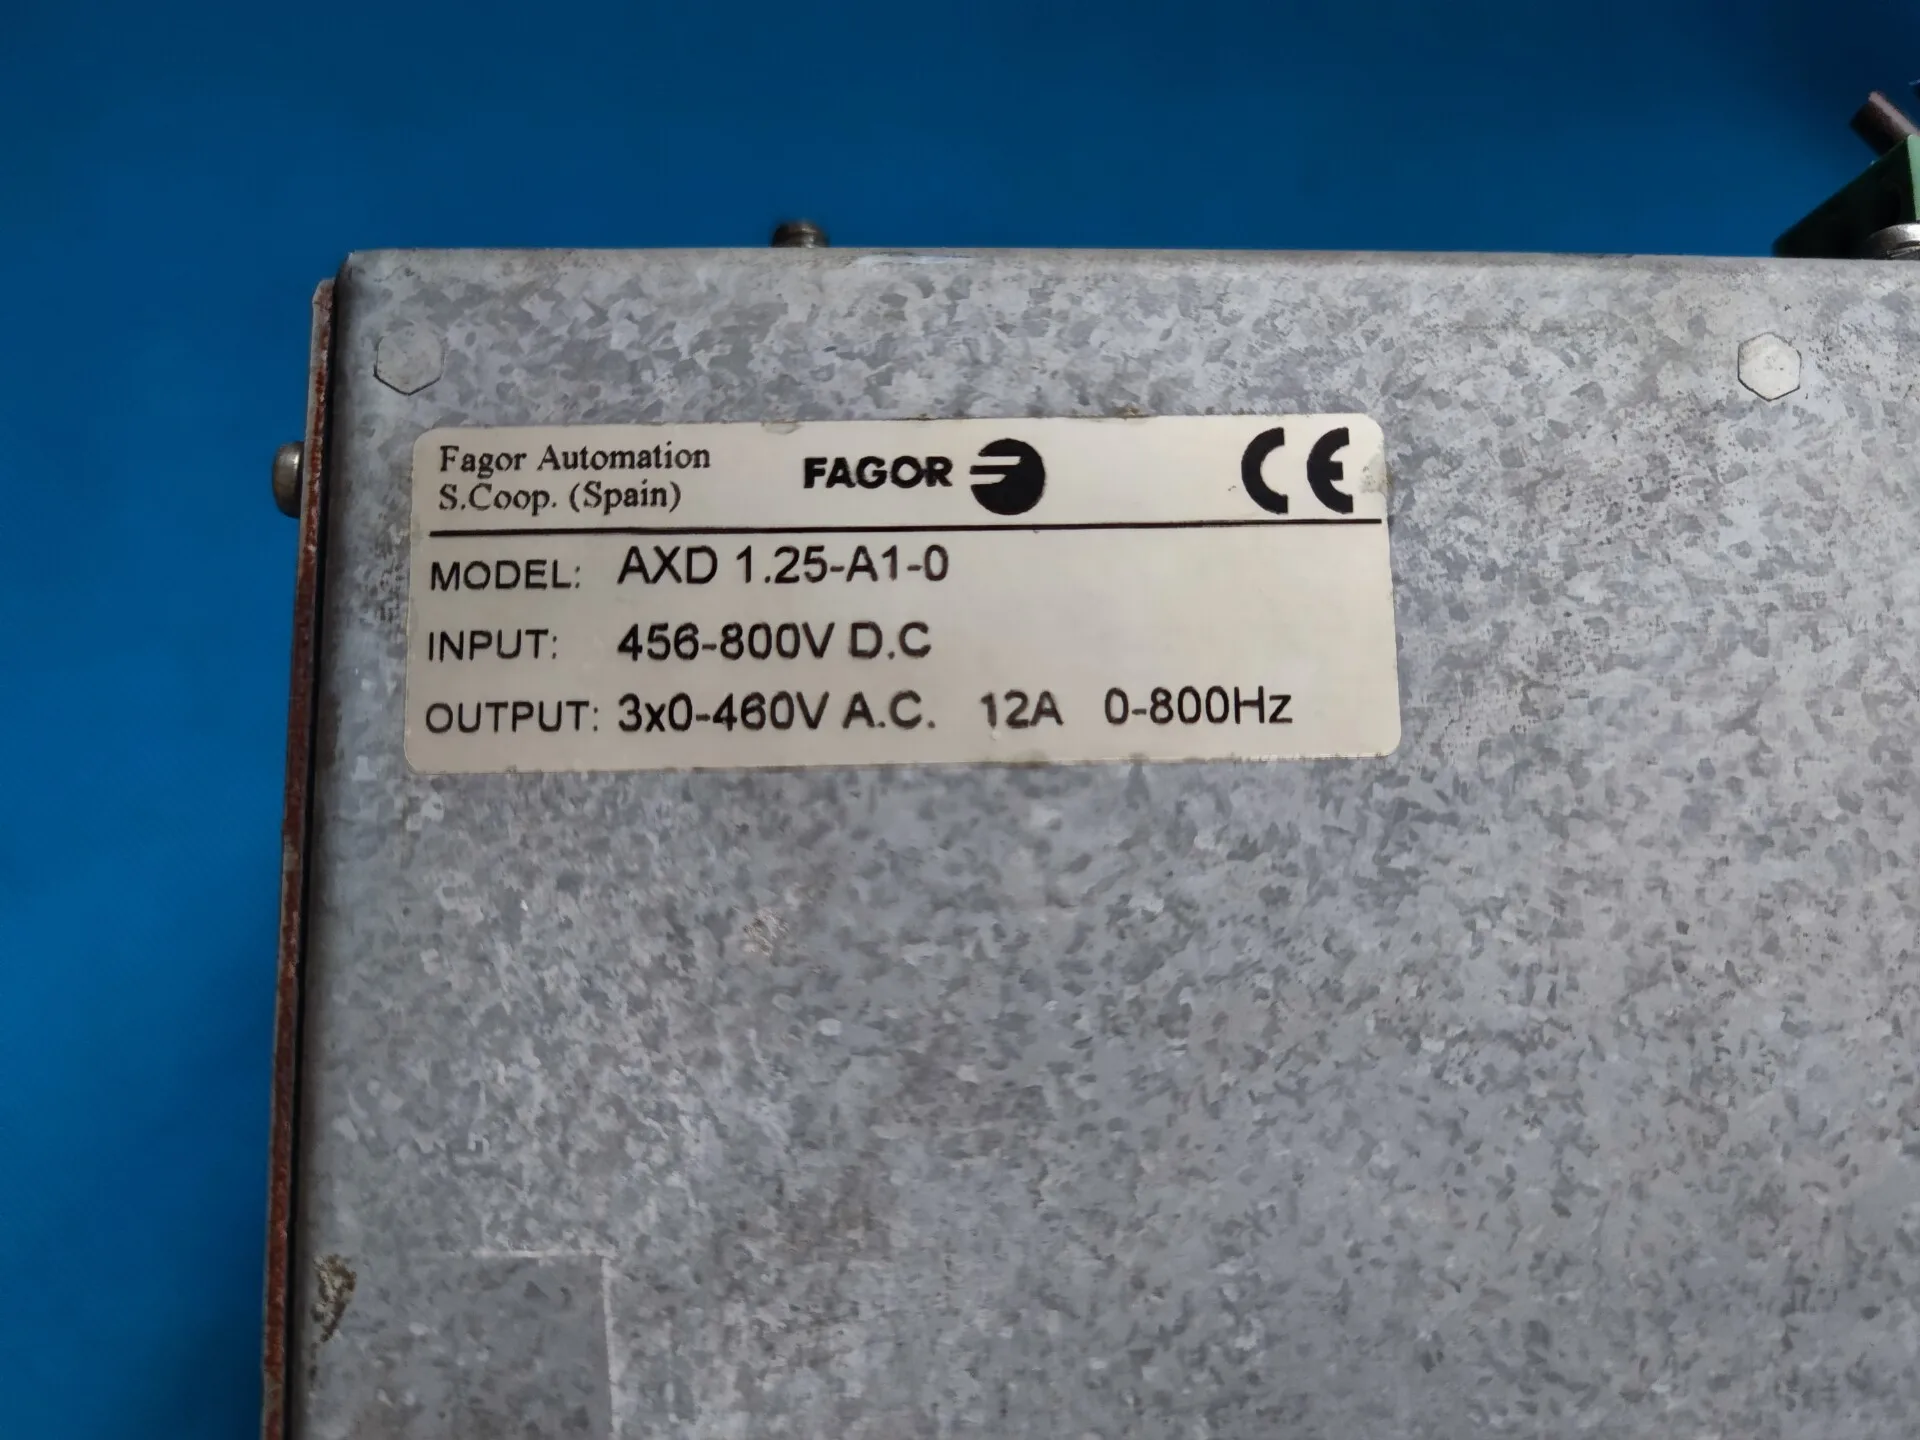 Fagor Automation
S.Coop. (Spain)
FAGOR
CE
MODEL: AXD 1.25-A1-0
INPUT: 456-800V D.C
OUTPUT: 3x0-460V A.C. 12A 0-800Hz